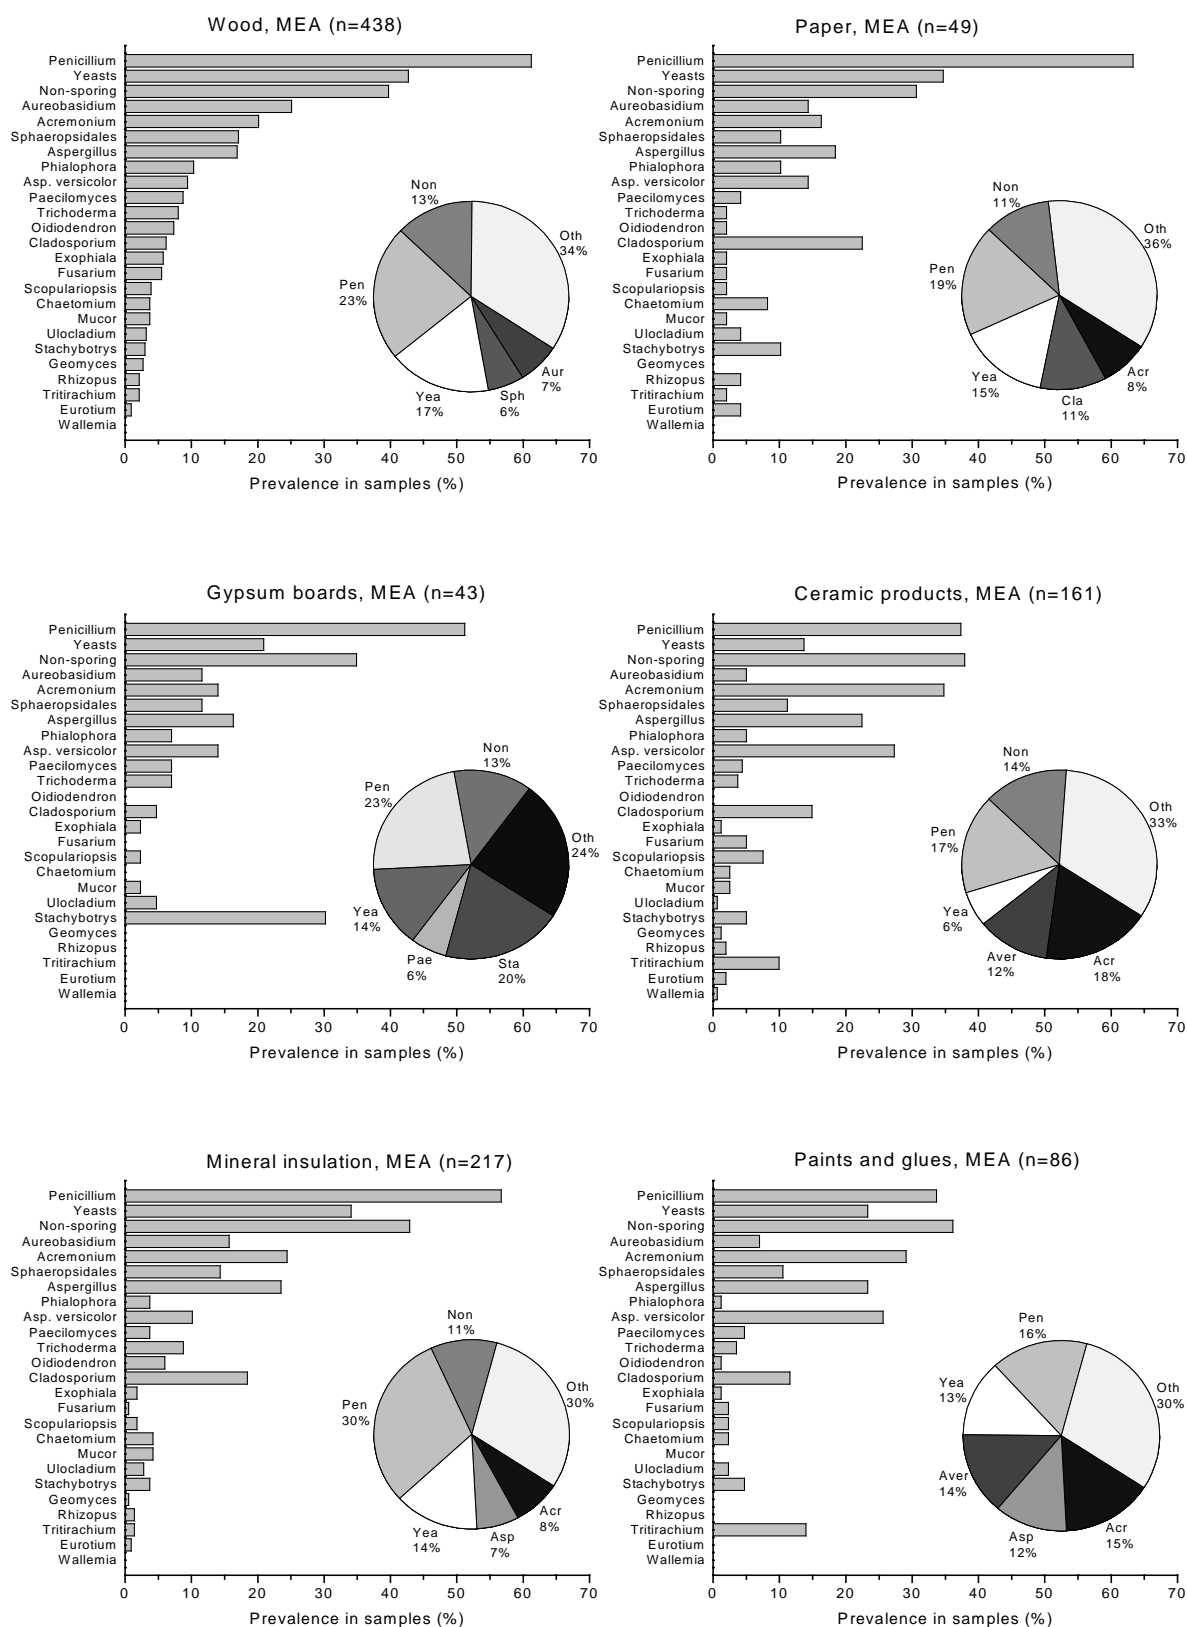 Wood, MEA (n=438)
Penicillium
Yeasts
Non-sporing
Aureobasidium
Acremonium
Sphaeropsidales
Aspergillus
Phialophora
Asp. versicolor
Paecilomyces
Trichoderma
Oidiodendron
Cladosporium
Exophiala
Fusarium
Scopulariopsis
Chaetomium
Mucor
Ulocladium
Stachybotrys
Geomyces
Rhizopus
Tritirachium
Eurotium
Wallemia
Non
13%
Oth
34%
Pen
23%
Aur
7%
Yea
17%
Sph
6%
0 10 20 30 40 50 60 70
Prevalence in samples (%)
Paper, MEA (n=49)
Penicillium
Yeasts
Non-sporing
Aureobasidium
Acremonium
Sphaeropsidales
Aspergillus
Phialophora
Asp. versicolor
Paecilomyces
Trichoderma
Oidiodendron
Cladosporium
Exophiala
Fusarium
Scopulariopsis
Chaetomium
Mucor
Ulocladium
Stachybotrys
Geomyces
Rhizopus
Tritirachium
Eurotium
Wallemia
Non
11%
Oth
36%
Pen
19%
Acr
8%
Yea
15%
Cla
11%
0 10 20 30 40 50 60 70
Prevalence in samples (%)
Gypsum boards, MEA (n=43)
Penicillium
Yeasts
Non-sporing
Aureobasidium
Acremonium
Sphaeropsidales
Aspergillus
Phialophora
Asp. versicolor
Paecilomyces
Trichoderma
Oidiodendron
Cladosporium
Exophiala
Fusarium
Scopulariopsis
Chaetomium
Mucor
Ulocladium
Stachybotrys
Geomyces
Rhizopus
Tritirachium
Eurotium
Wallemia
Non
13%
Pen
23%
Oth
24%
Yea
14%
Pae
6%
Sta
20%
0 10 20 30 40 50 60 70
Prevalence in samples (%)
Ceramic products, MEA (n=161)
Penicillium
Yeasts
Non-sporing
Aureobasidium
Acremonium
Sphaeropsidales
Aspergillus
Phialophora
Asp. versicolor
Paecilomyces
Trichoderma
Oidiodendron
Cladosporium
Exophiala
Fusarium
Scopulariopsis
Chaetomium
Mucor
Ulocladium
Stachybotrys
Geomyces
Rhizopus
Tritirachium
Eurotium
Wallemia
Non
14%
Oth
33%
Pen
17%
Yea
6%
Aver
12%
Acr
18%
0 10 20 30 40 50 60 70
Prevalence in samples (%)
Mineral insulation, MEA (n=217)
Penicillium
Yeasts
Non-sporing
Aureobasidium
Acremonium
Sphaeropsidales
Aspergillus
Phialophora
Asp. versicolor
Paecilomyces
Trichoderma
Oidiodendron
Cladosporium
Exophiala
Fusarium
Scopulariopsis
Chaetomium
Mucor
Ulocladium
Stachybotrys
Geomyces
Rhizopus
Tritirachium
Eurotium
Wallemia
Non
11%
Oth
30%
Pen
30%
Acr
8%
Yea
14%
Asp
7%
0 10 20 30 40 50 60 70
Prevalence in samples (%)
Paints and glues, MEA (n=86)
Penicillium
Yeasts
Non-sporing
Aureobasidium
Acremonium
Sphaeropsidales
Aspergillus
Phialophora
Asp. versicolor
Paecilomyces
Trichoderma
Oidiodendron
Cladosporium
Exophiala
Fusarium
Scopulariopsis
Chaetomium
Mucor
Ulocladium
Stachybotrys
Geomyces
Rhizopus
Tritirachium
Eurotium
Wallemia
Pen
16%
Yea
13%
Oth
30%
Aver
14%
Asp
12%
Acr
15%
0 10 20 30 40 50 60 70
Prevalence in samples (%)